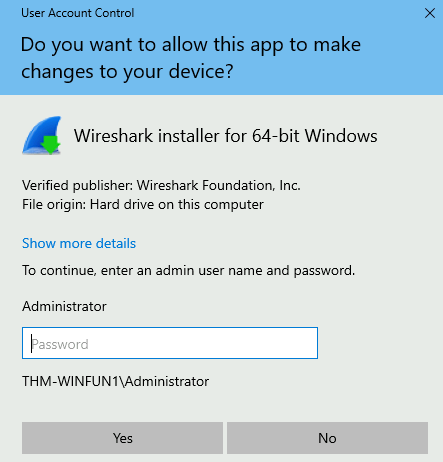 User Account Control
Do you want to allow this app to make
changes to your device?
Wireshark installer for 64-bit Windows
Verified publisher: Wireshark Foundation, Inc.
File origin: Hard drive on this computer
Show more details
To continue, enter an admin user name and password.
Administrator
Password
THM-WINFUN1\Administrator
Yes
No